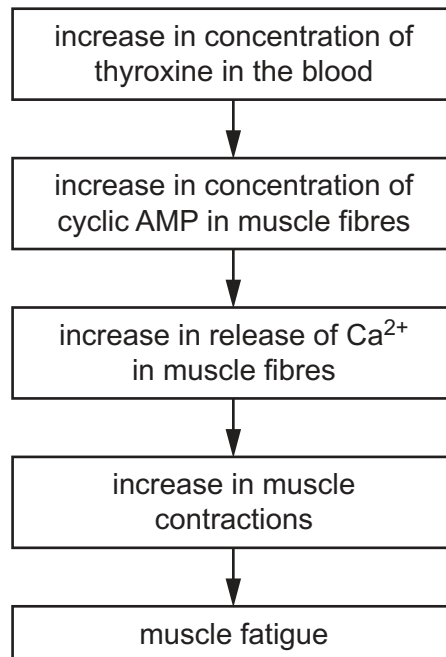 increase in concentration of
thyroxine in the blood
increase in concentration of
cyclic AMP in muscle fibres
increase in release of Ca²⁺
in muscle fibres
increase in muscle
contractions
muscle fatigue